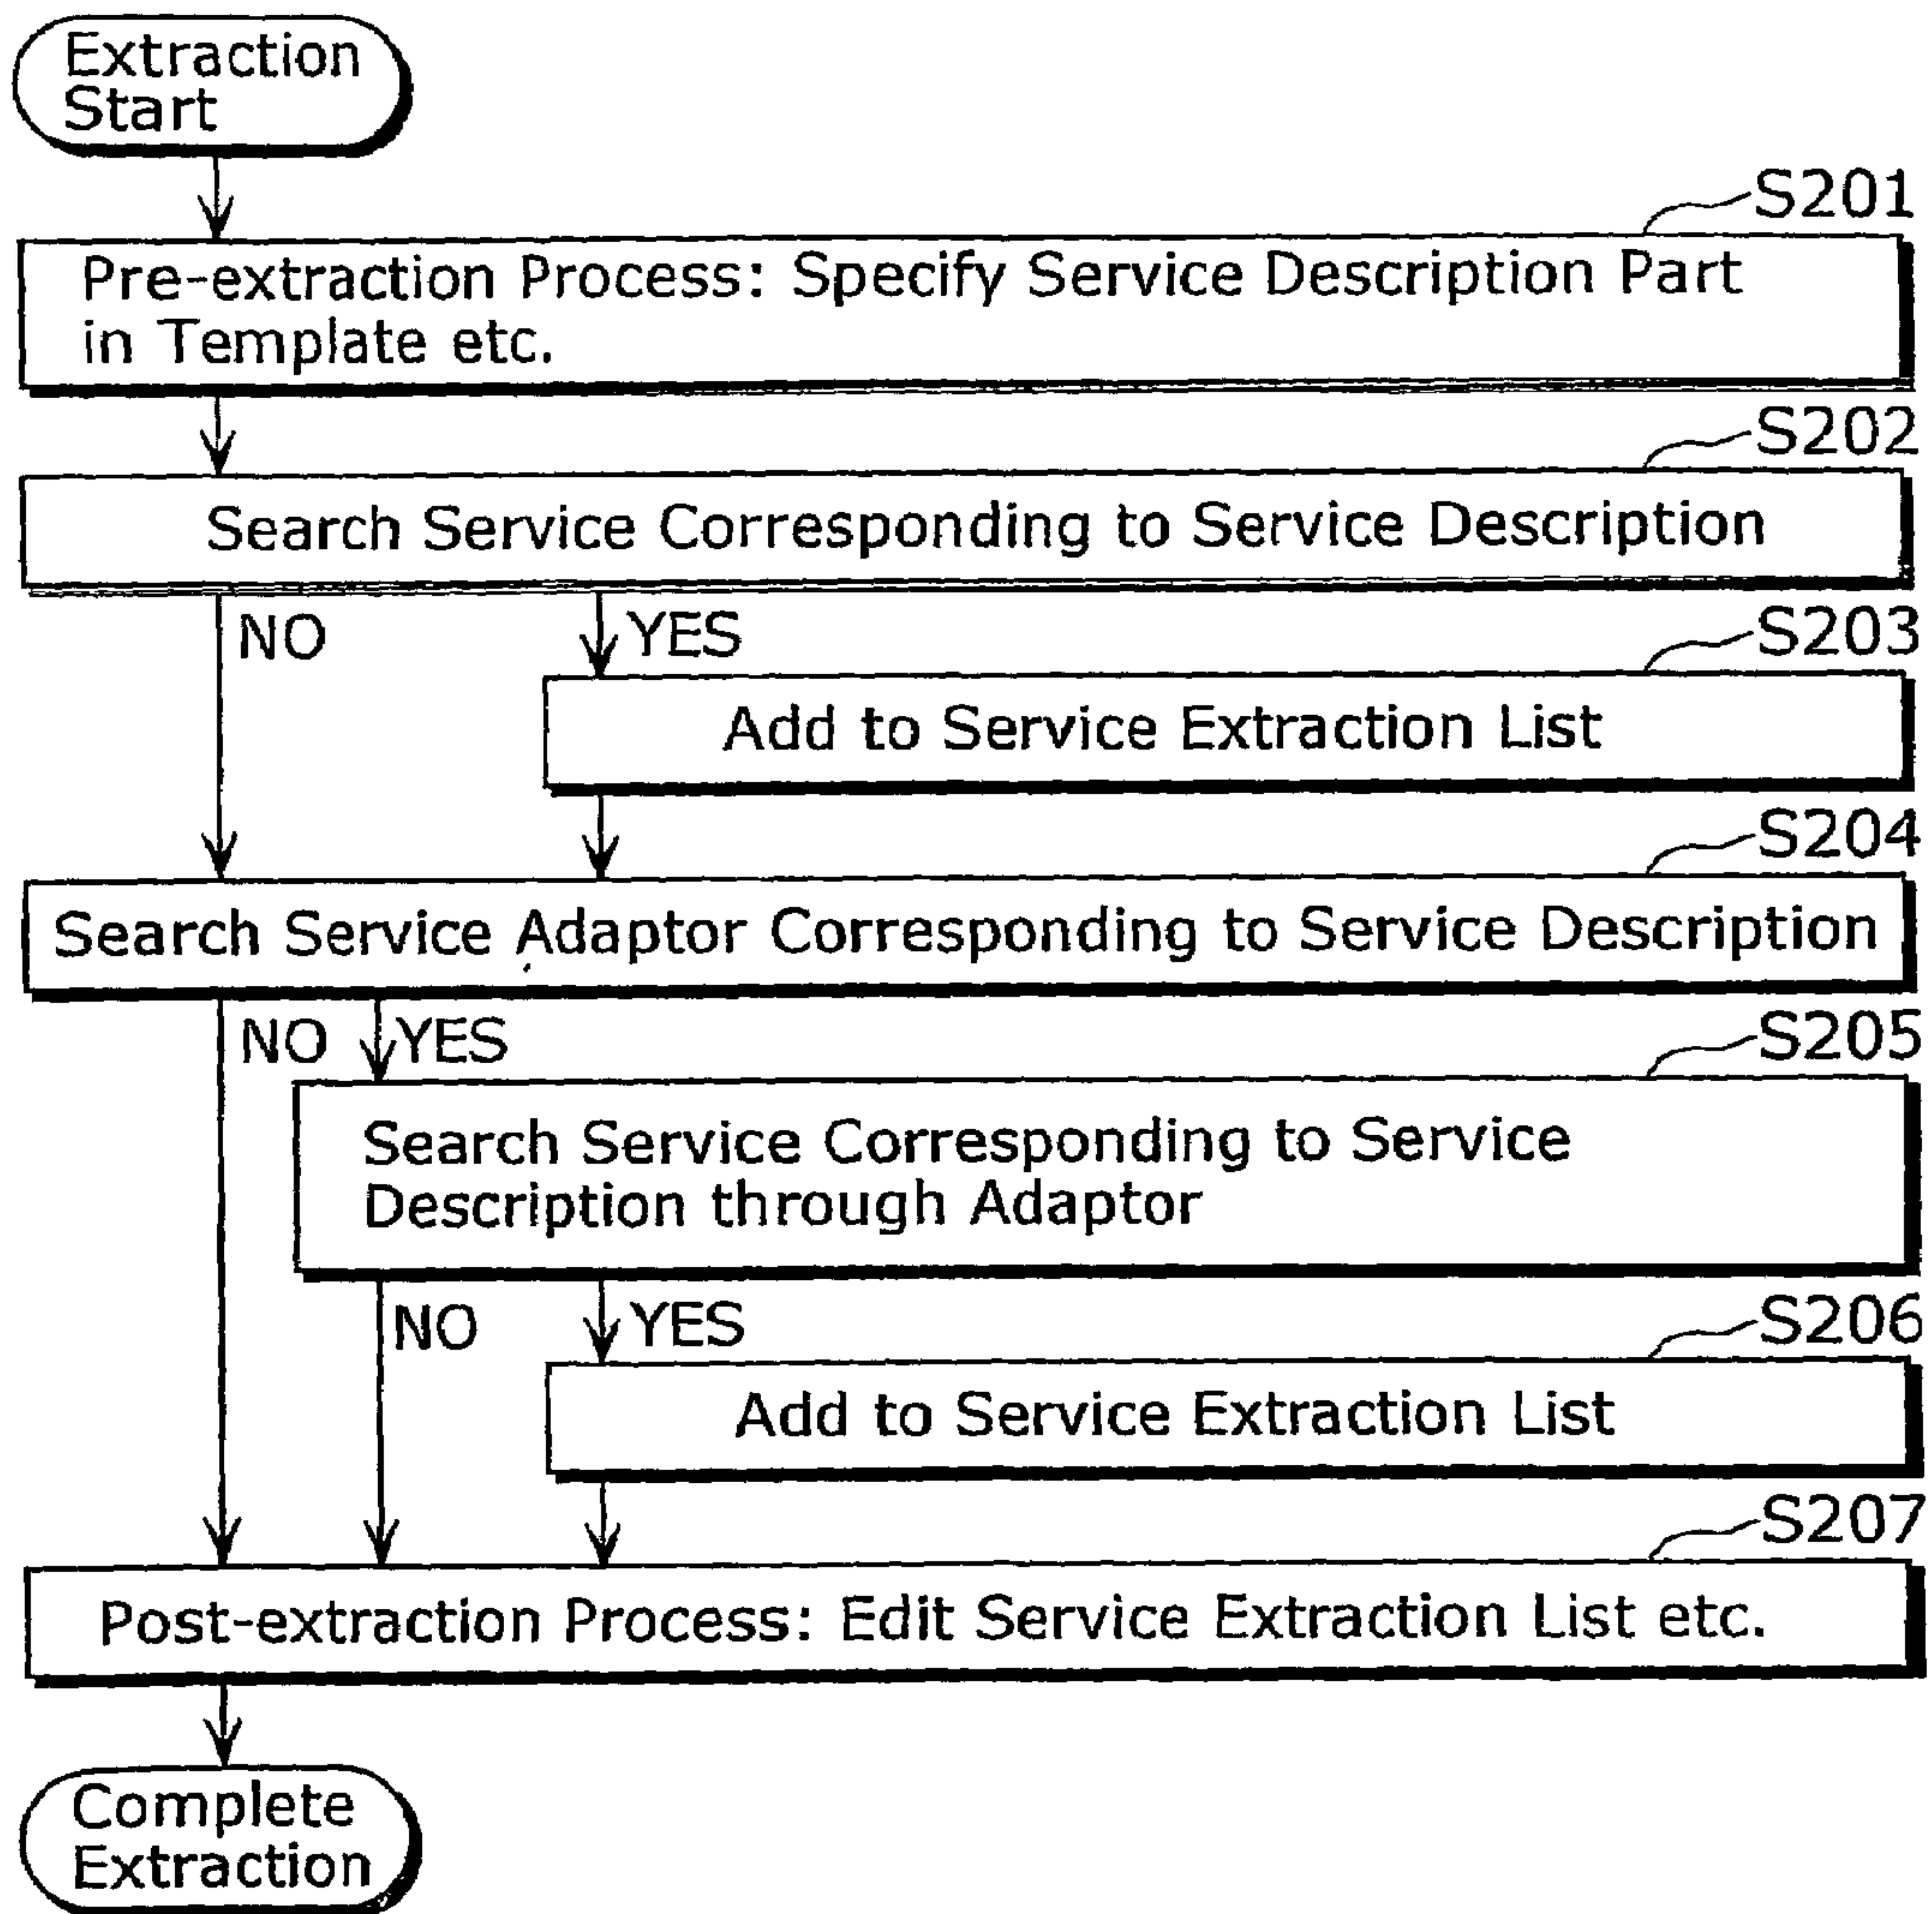 Extraction
Start
S201
Pre-extraction Process: Specify Service Description Part
in Template etc.
S202
Search Service Corresponding to Service Description
NO
YES
S203
Add to Service Extraction List
S204
Search Service Adaptor Corresponding to Service Description
NO
YES
S205
Search Service Corresponding to Service
Description through Adaptor
NO
YES
S206
Add to Service Extraction List
S207
Post-extraction Process: Edit Service Extraction List etc.
Complete
Extraction